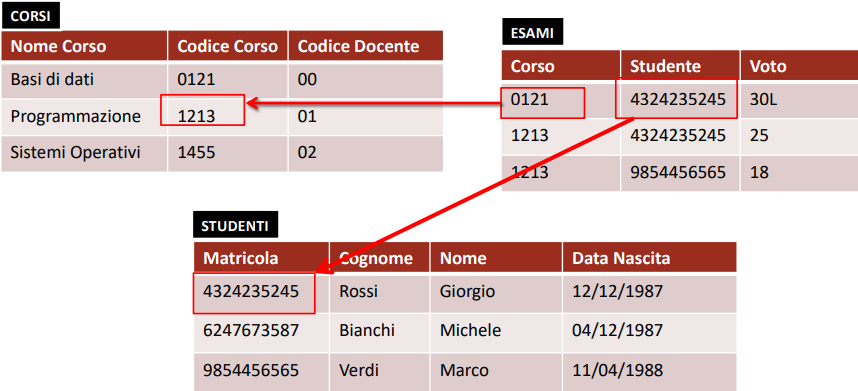 CORSI
Nome Corso Codice Corso Codice Docente
Basi di dati 0121 00
Programmazione 1213 01
Sistemi Operativi 1455 02
ESAMI
Corso Studente Voto
0121 4324235245 30L
1213 4324235245 25
1213 9854456565 18
STUDENTI
Matricola Cognome Nome Data Nascita
4324235245 Rossi Giorgio 12/12/1987
6247673587 Bianchi Michele 04/12/1987
9854456565 Verdi Marco 11/04/1988